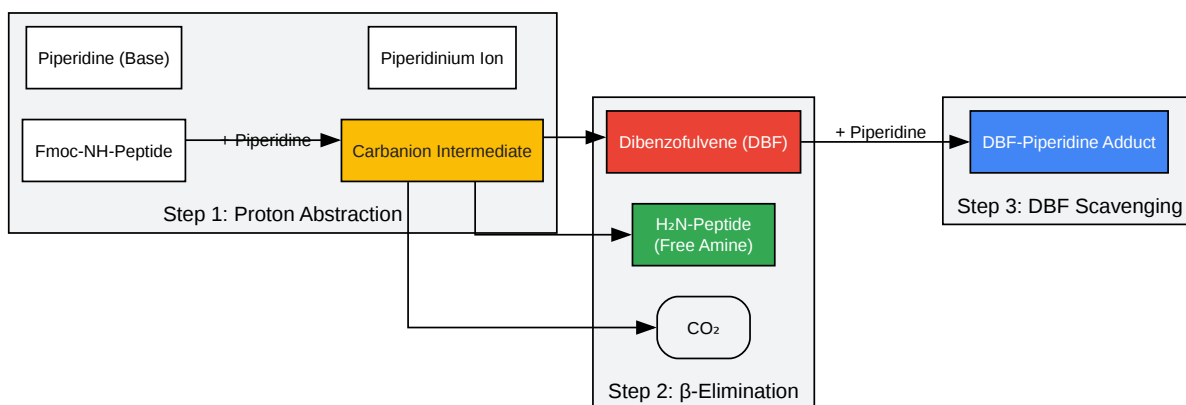 Piperidine (Base)
Piperidinium Ion
Fmoc-NH-Peptide
+ Piperidine
Carbanion Intermediate
Step 1: Proton Abstraction
Dibenzofulvene (DBF)
H₂N-Peptide
(Free Amine)
CO₂
Step 2: β-Elimination
+ Piperidine
DBF-Piperidine Adduct
Step 3: DBF Scavenging